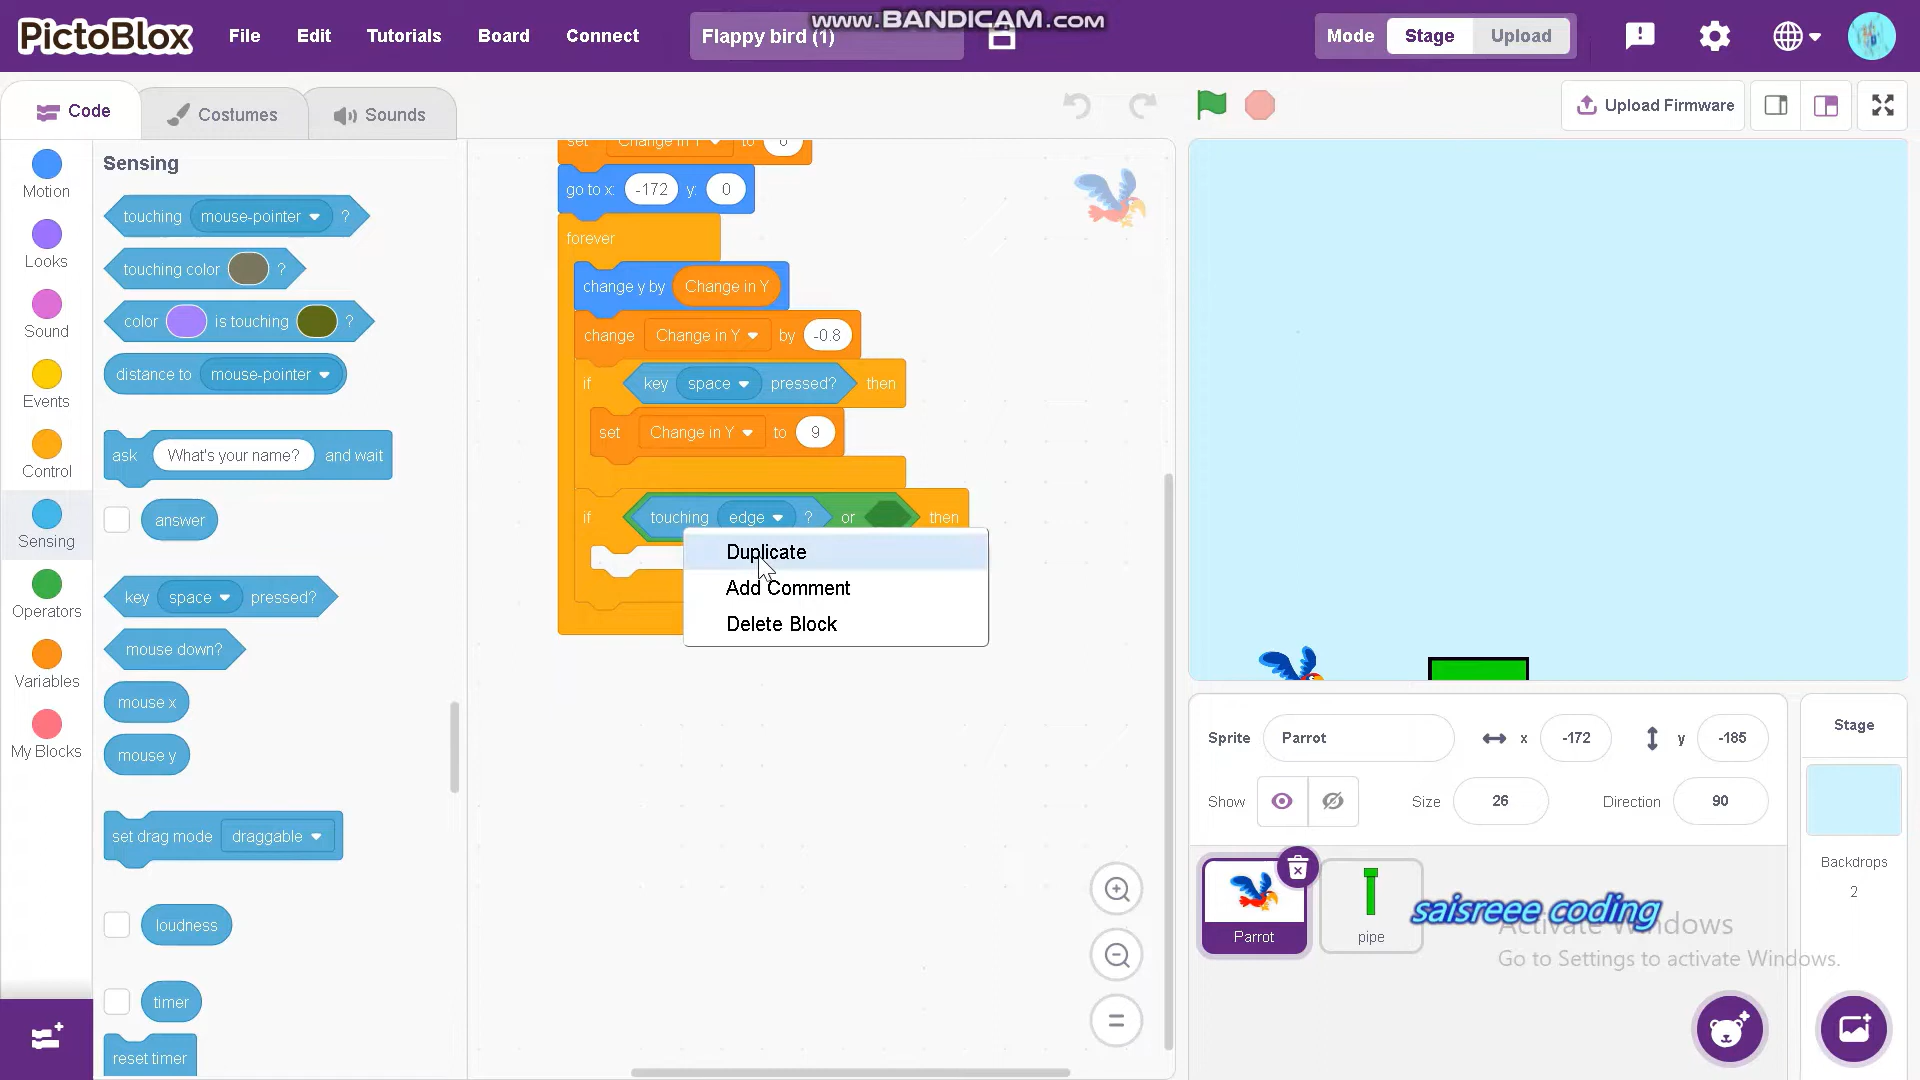 www.BANDICAM.com
PictoBlox File Edit Tutorials Board Connect Flappy bird (1) Mode Stage Upload
Code Costumes Sounds Upload Firmware
Motion
Looks
Sound
Events
Control
Sensing
Operators
Variables
My Blocks
Sensing
touching mouse-pointer ?
touching color ?
color is touching ?
distance to mouse-pointer
ask What's your name? and wait
answer
key space pressed?
mouse down?
mouse x
mouse y
set drag mode draggable
loudness
timer
reset timer
set Change in Y to 0
go to x: -172 y: 0
forever
change y by Change in Y
change Change in Y by -0.8
if key space pressed? then
set Change in Y to 9
if touching edge ? or then
Duplicate
Add Comment
Delete Block
Sprite Parrot x -172 y -185
Show Size 26 Direction 90
Parrot
pipe
saisreee coding
Stage
Backdrops
2
Activate Windows
Go to Settings to activate Windows.